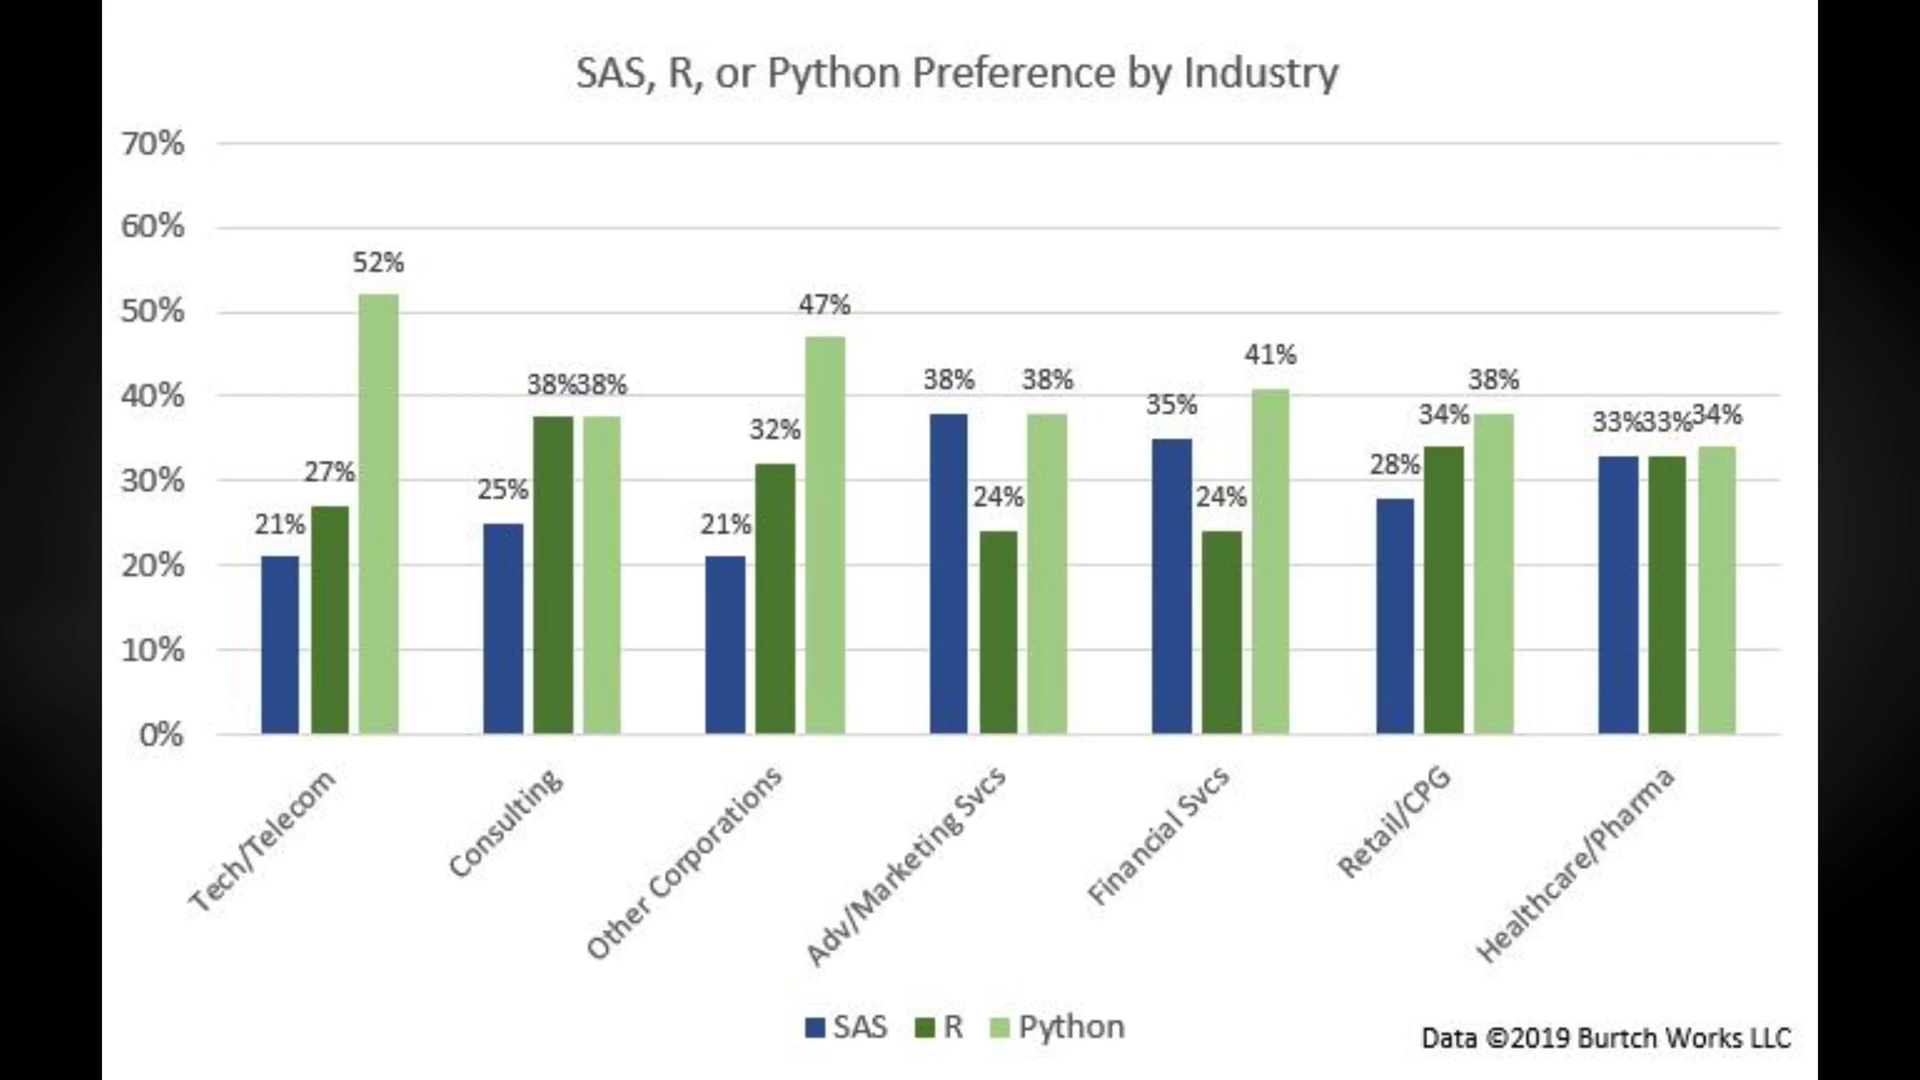 SAS, R, or Python Preference by Industry
70%
60%
50%
40%
30%
20%
10%
0%
21% 27% 52%
25% 38% 38%
21% 32% 47%
38% 24% 38%
35% 24% 41%
28% 34% 38%
33% 33% 34%
Tech/Telecom
Consulting
Other Corporations
Adv/Marketing Svcs
Financial Svcs
Retail/CPG
Healthcare/Pharma
SAS R Python
Data ©2019 Burtch Works LLC